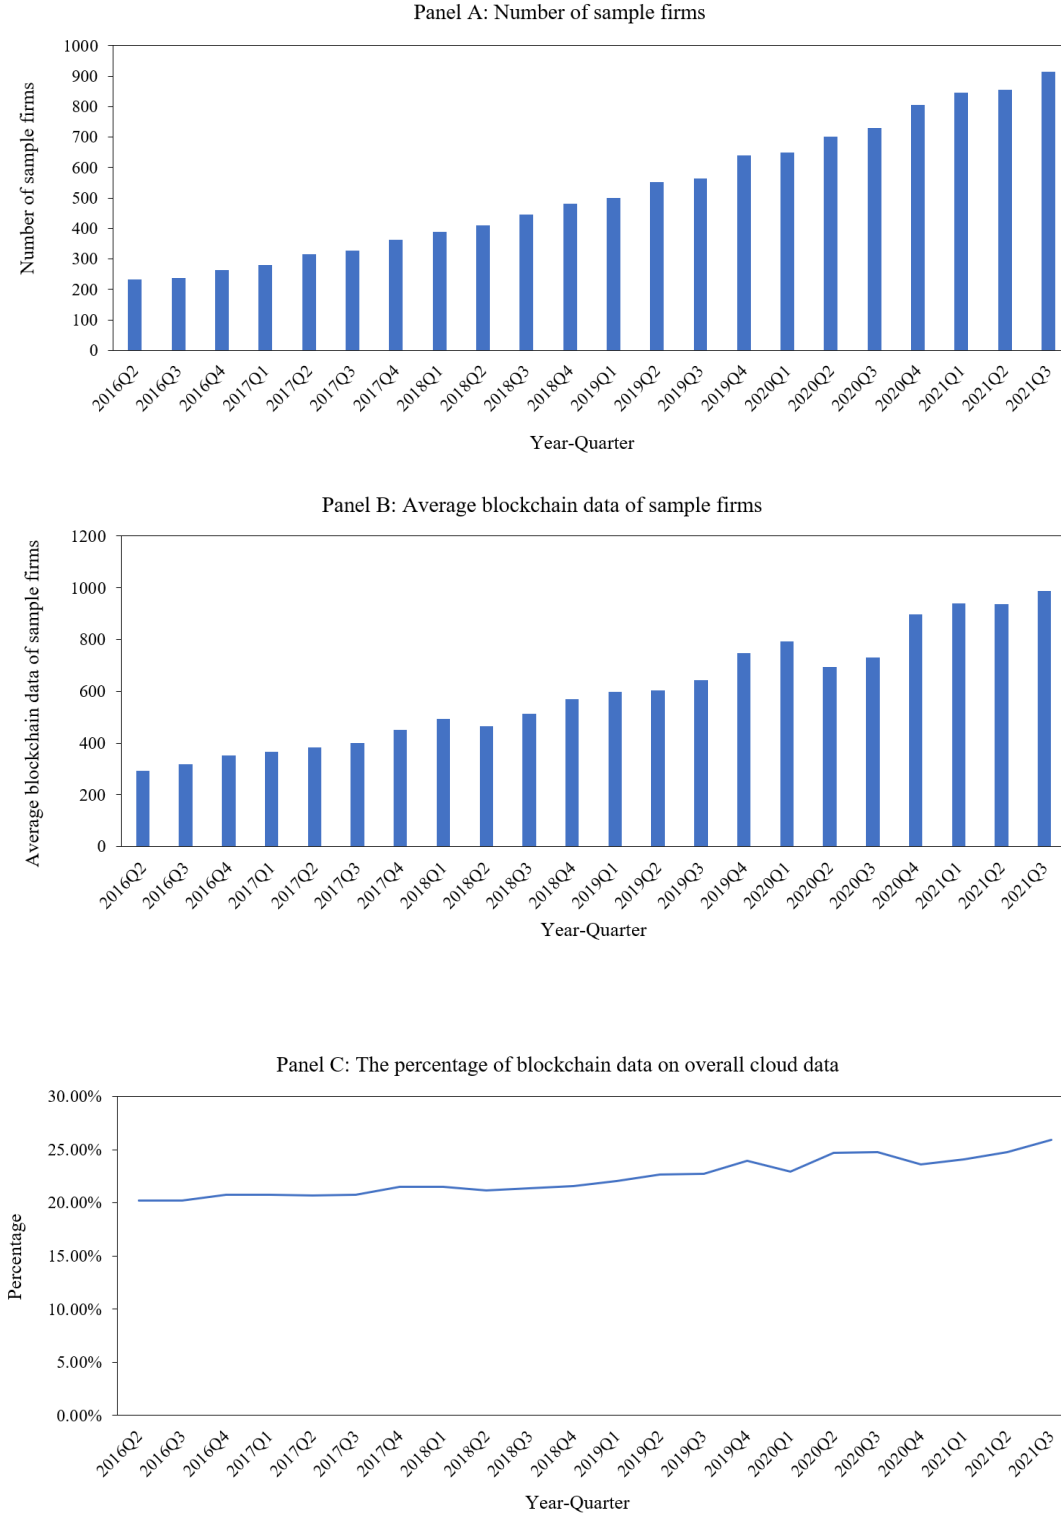 Panel A: Number of sample firms
Number of sample firms
1000
900
800
700
600
500
400
300
200
100
0
2016Q2 2016Q3 2016Q4 2017Q1 2017Q2 2017Q3 2017Q4 2018Q1 2018Q2 2018Q3 2018Q4 2019Q1 2019Q2 2019Q3 2019Q4 2020Q1 2020Q2 2020Q3 2020Q4 2021Q1 2021Q2 2021Q3
Year-Quarter
Panel B: Average blockchain data of sample firms
Average blockchain data of sample firms
1200
1000
800
600
400
200
0
2016Q2 2016Q3 2016Q4 2017Q1 2017Q2 2017Q3 2017Q4 2018Q1 2018Q2 2018Q3 2018Q4 2019Q1 2019Q2 2019Q3 2019Q4 2020Q1 2020Q2 2020Q3 2020Q4 2021Q1 2021Q2 2021Q3
Year-Quarter
Panel C: The percentage of blockchain data on overall cloud data
Percentage
30.00%
25.00%
20.00%
15.00%
10.00%
5.00%
0.00%
2016Q2 2016Q3 2016Q4 2017Q1 2017Q2 2017Q3 2017Q4 2018Q1 2018Q2 2018Q3 2018Q4 2019Q1 2019Q2 2019Q3 2019Q4 2020Q1 2020Q2 2020Q3 2020Q4 2021Q1 2021Q2 2021Q3
Year-Quarter